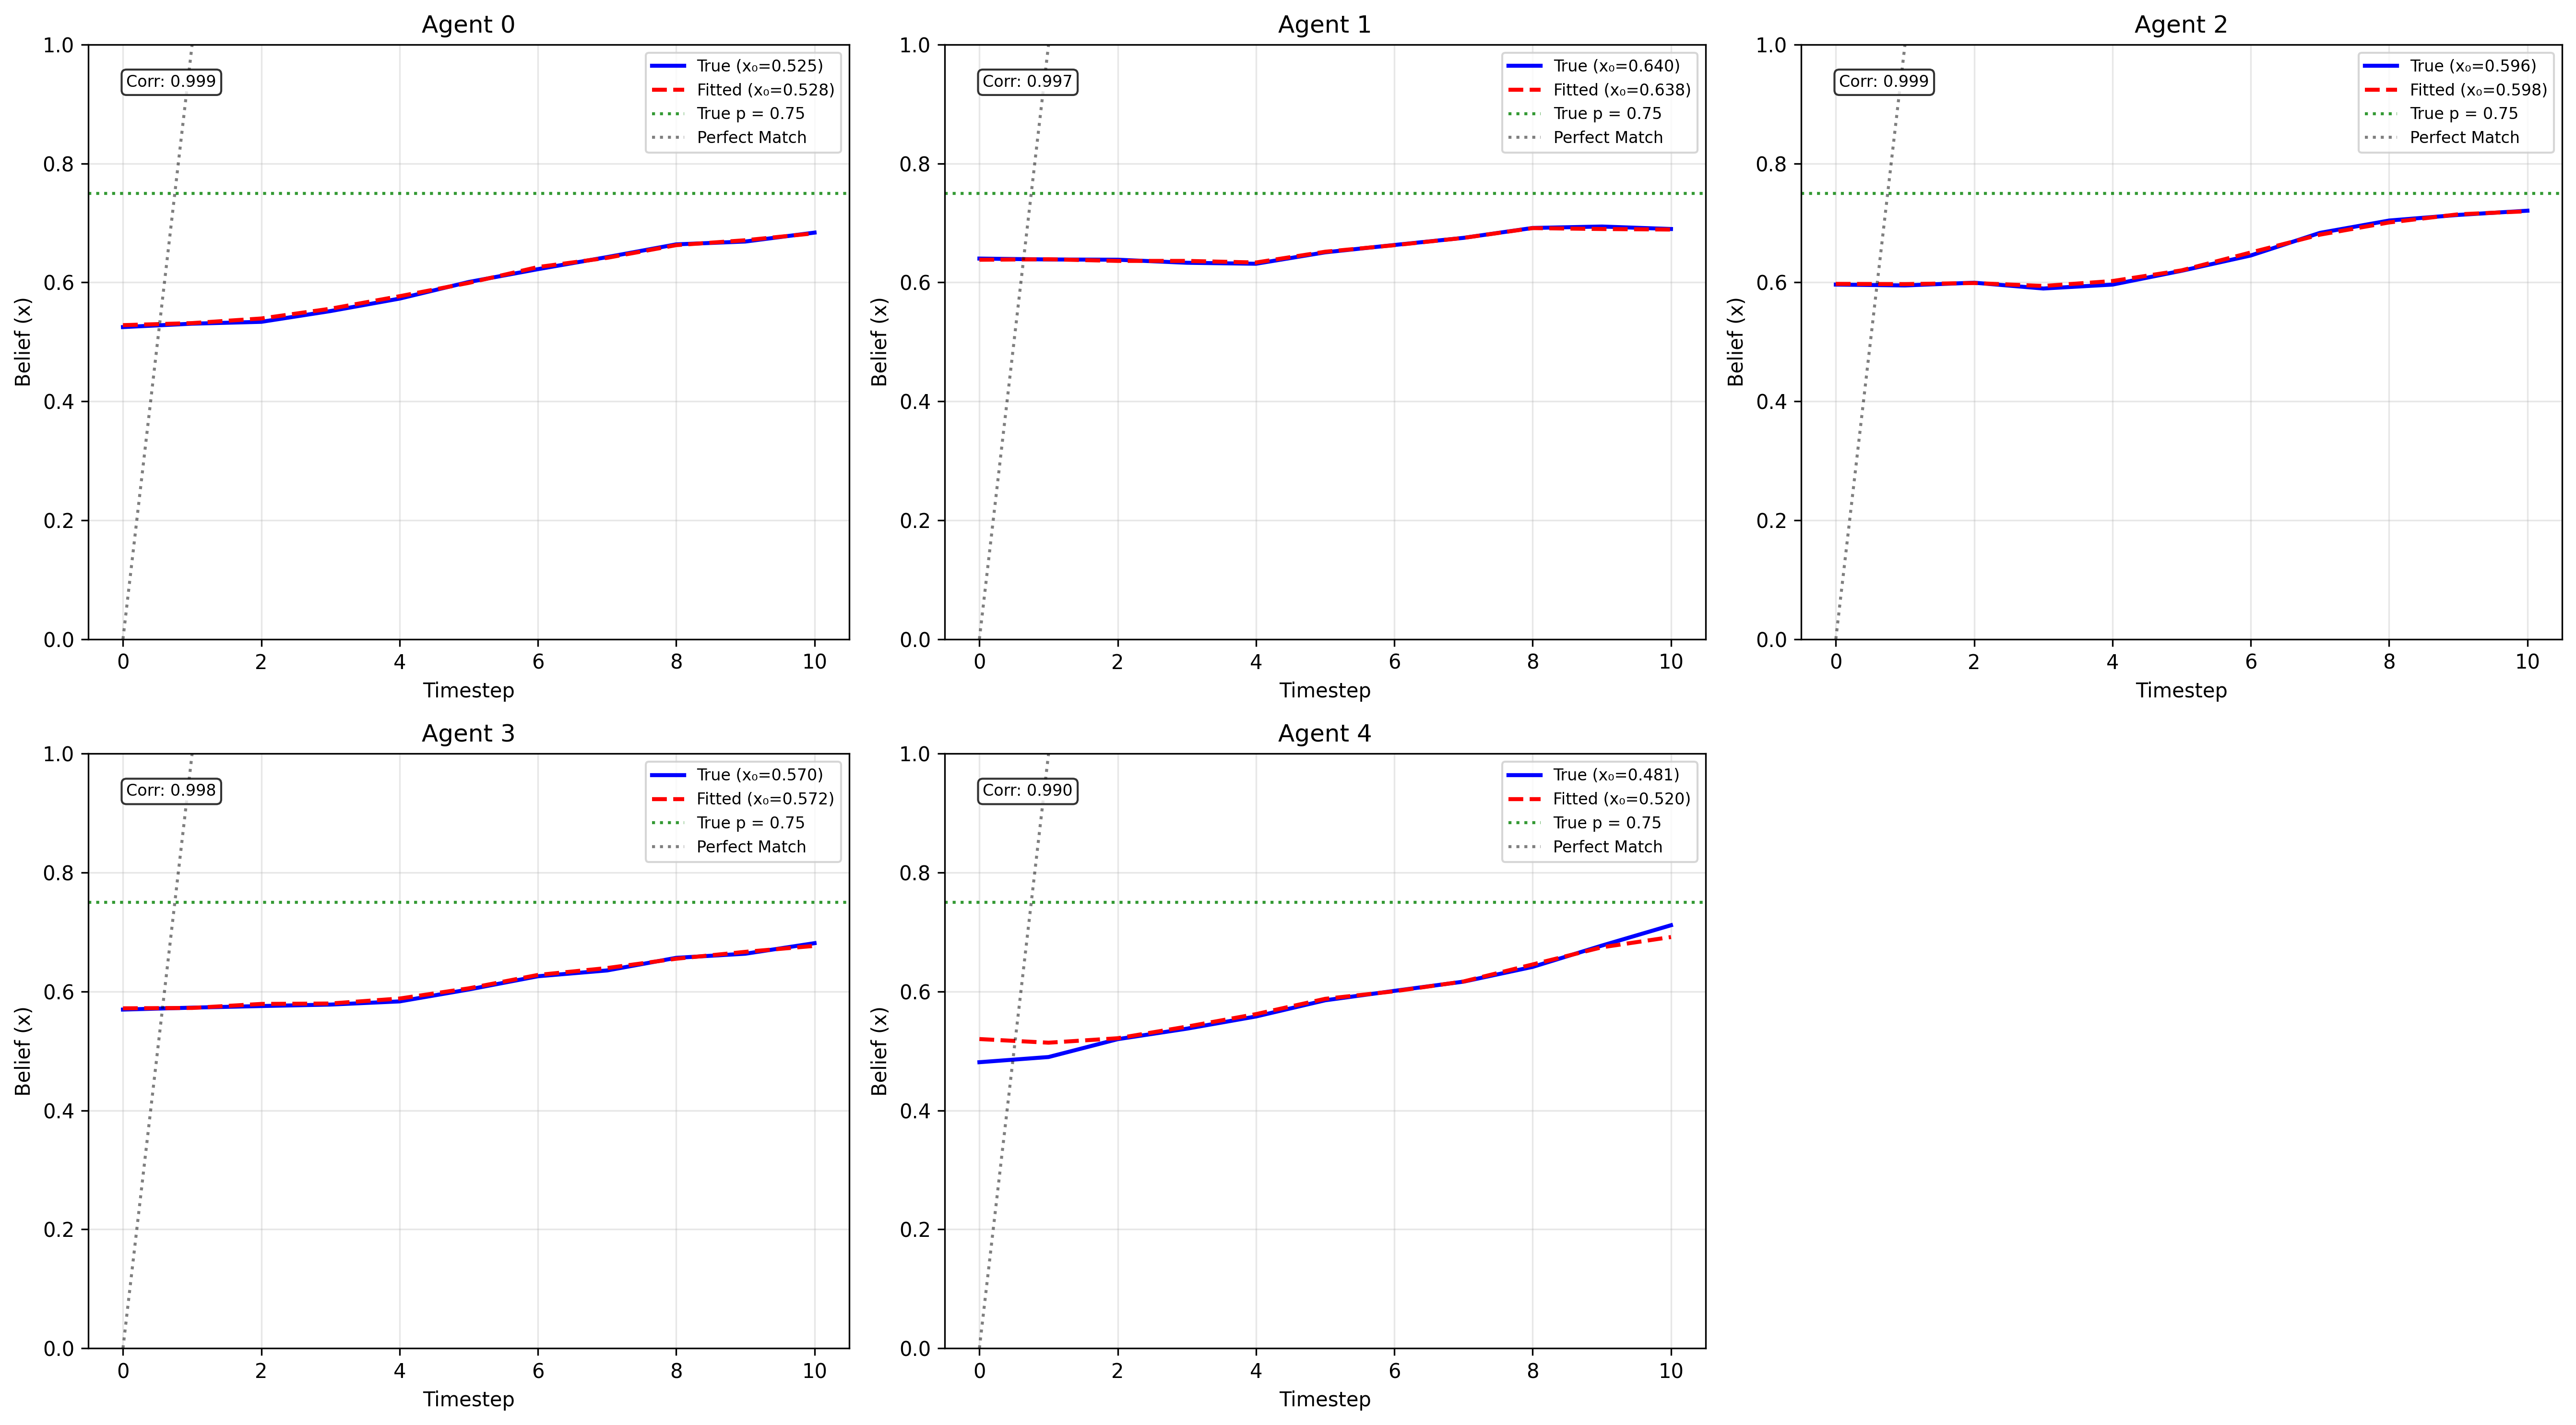 Agent 0
Corr: 0.999
True (x₀=0.525)
Fitted (x₀=0.528)
True p = 0.75
Perfect Match
Belief (x)
1.0
0.8
0.6
0.4
0.2
0.0
0 2 4 6 8 10
Timestep
Agent 1
Corr: 0.997
True (x₀=0.640)
Fitted (x₀=0.638)
True p = 0.75
Perfect Match
Belief (x)
1.0
0.8
0.6
0.4
0.2
0.0
0 2 4 6 8 10
Timestep
Agent 2
Corr: 0.999
True (x₀=0.596)
Fitted (x₀=0.598)
True p = 0.75
Perfect Match
Belief (x)
1.0
0.8
0.6
0.4
0.2
0.0
0 2 4 6 8 10
Timestep
Agent 3
Corr: 0.998
True (x₀=0.570)
Fitted (x₀=0.572)
True p = 0.75
Perfect Match
Belief (x)
1.0
0.8
0.6
0.4
0.2
0.0
0 2 4 6 8 10
Timestep
Agent 4
Corr: 0.990
True (x₀=0.481)
Fitted (x₀=0.520)
True p = 0.75
Perfect Match
Belief (x)
1.0
0.8
0.6
0.4
0.2
0.0
0 2 4 6 8 10
Timestep